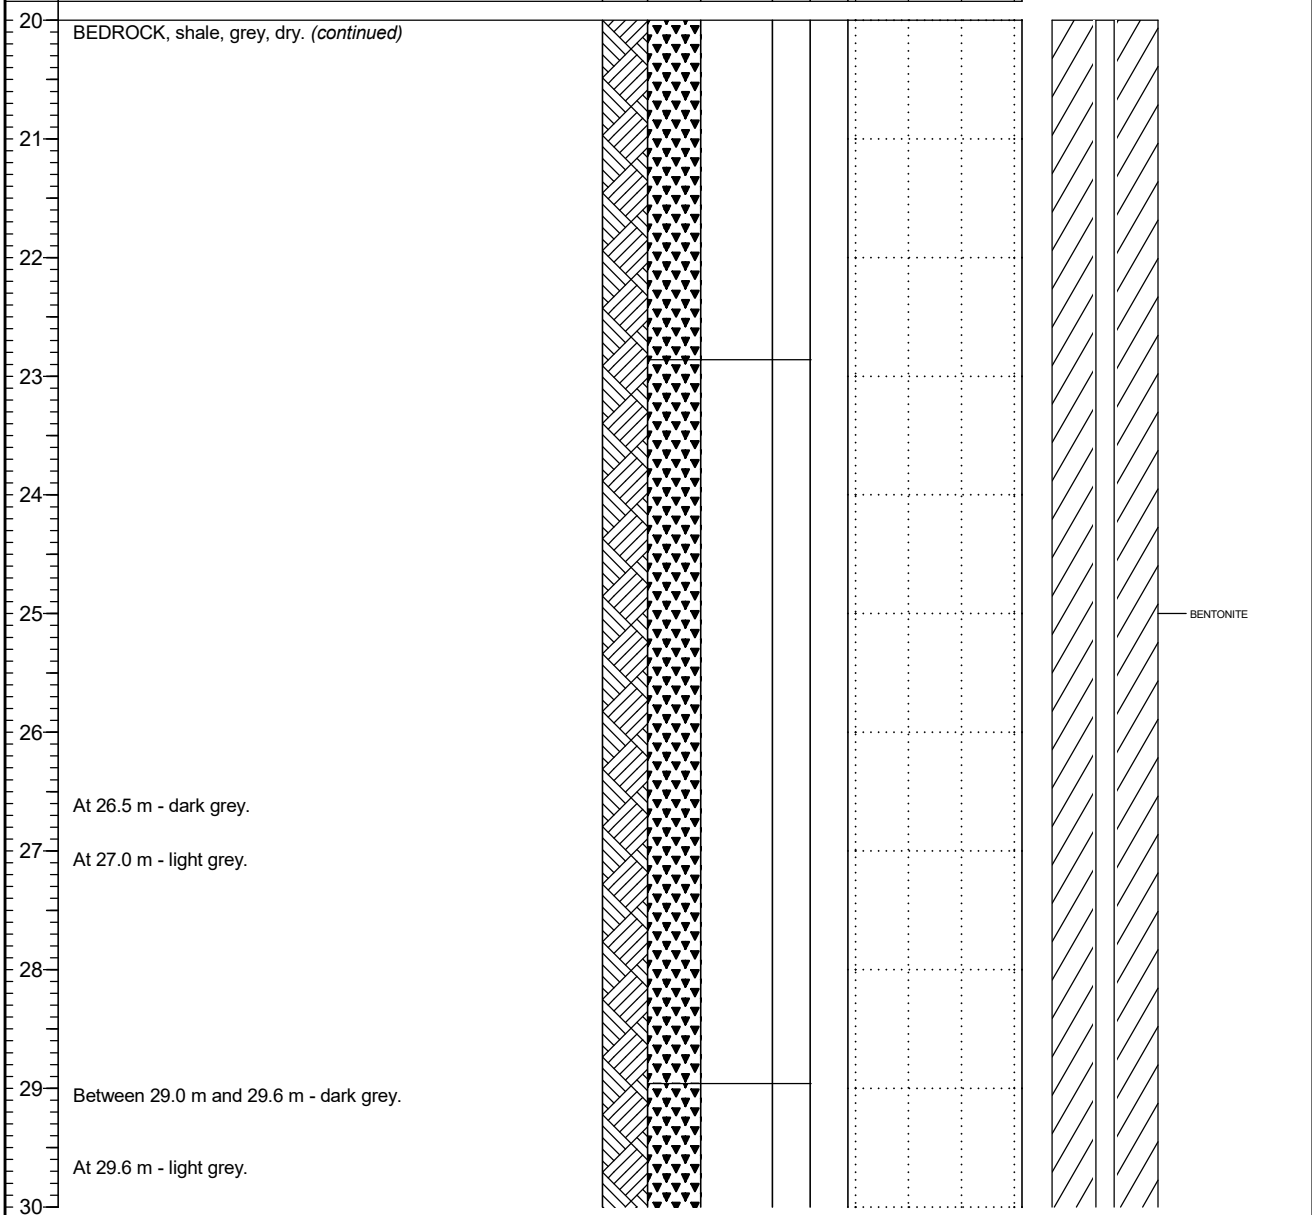 20
BEDROCK, shale, grey, dry. (continued)
21
22
23
24
25
BENTONITE
26
At 26.5 m - dark grey.
27
At 27.0 m - light grey.
28
29
Between 29.0 m and 29.6 m - dark grey.
At 29.6 m - light grey.
30